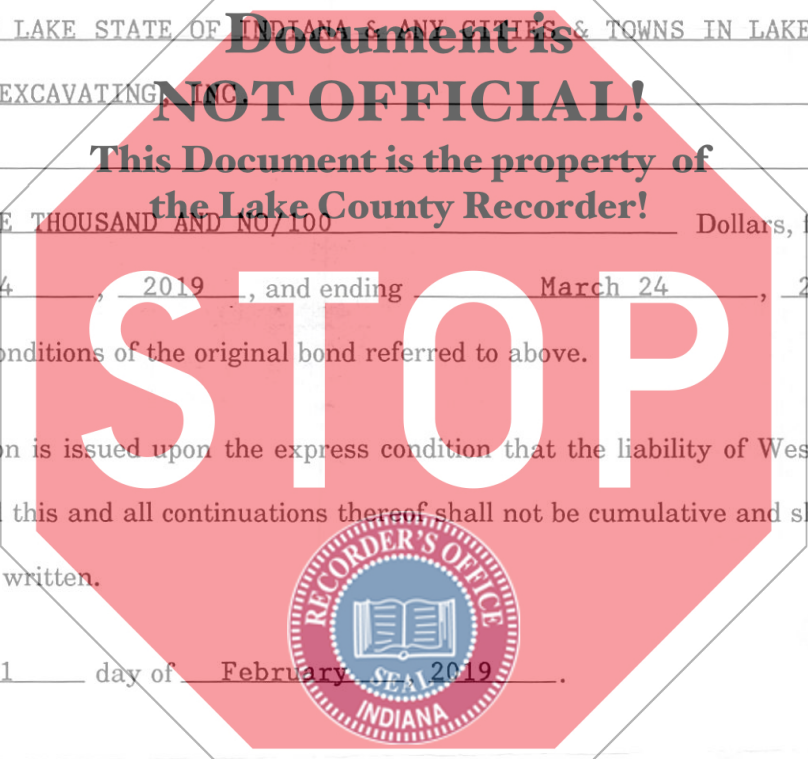 LAKE STATE OF INDIANA & ANY CITIES & TOWNS IN LAKE
Document is
EXCAVATING, INC.
NOT OFFICIAL!
This Document is the property of
the Lake County Recorder!
E THOUSAND AND NO/100 Dollars, f
4, 2019, and ending March 24, 2
STOP
onditions of the original bond referred to above.
on is issued upon the express condition that the liability of Wes
l this and all continuations thereof shall not be cumulative and sh
written.
RECORDER'S OFFICE
SEAL
INDIANA
1 day of February, 2019.